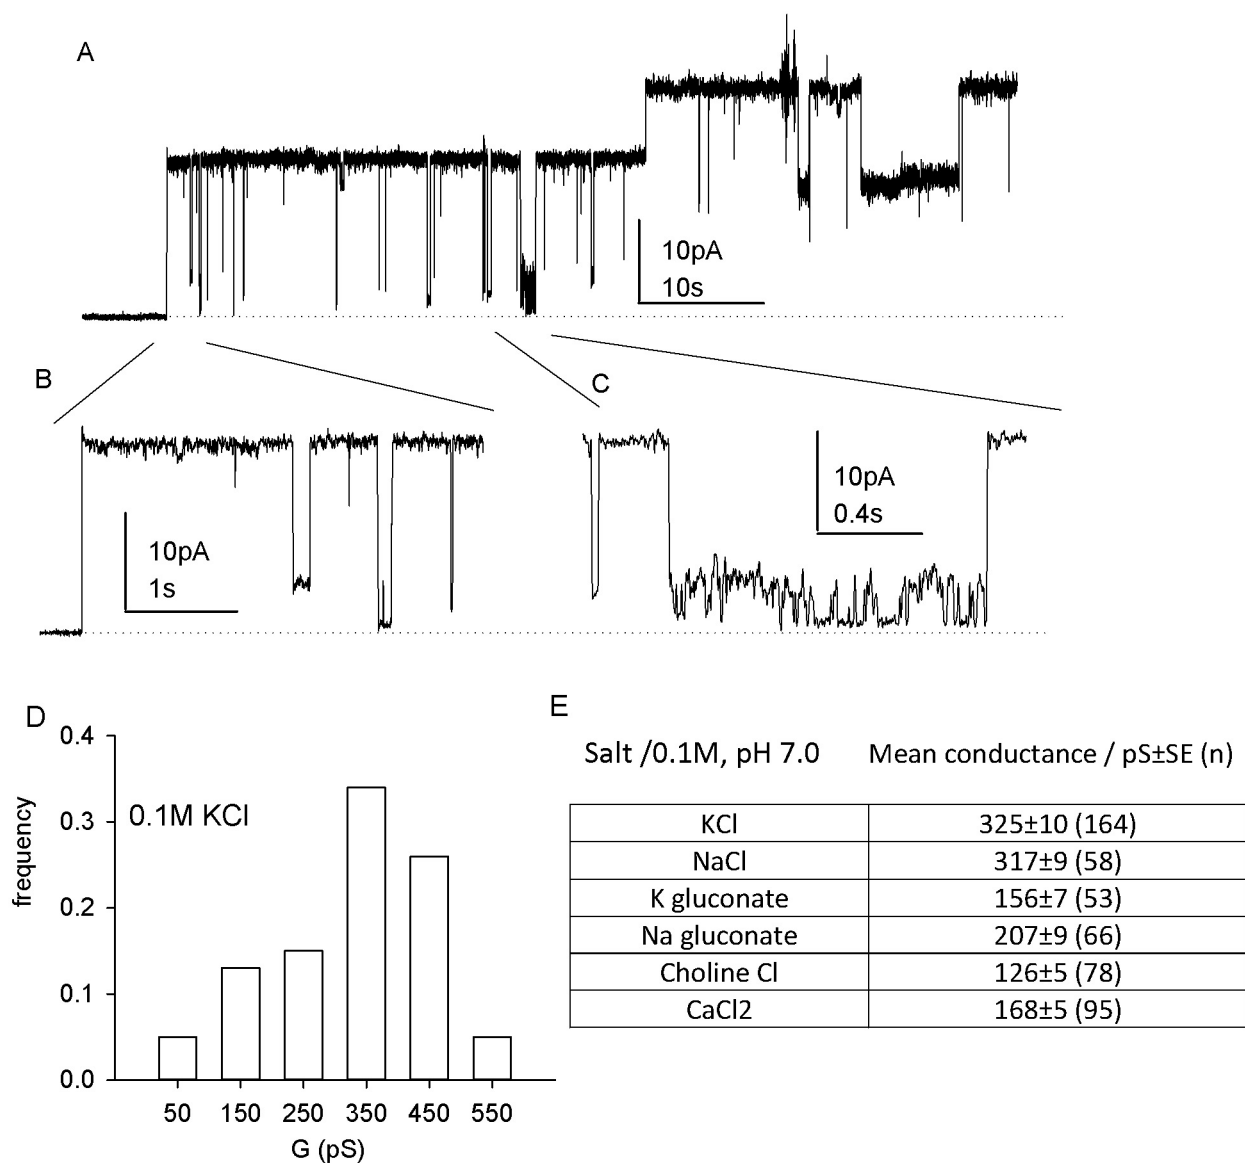 A
10pA
10s
B
C
10pA
1s
10pA
0.4s
D
E
0.4
0.3
0.2
0.1
0.0
frequency
0.1M KCl
50 150 250 350 450 550
G (pS)
Salt /0.1M, pH 7.0 Mean conductance / pS±SE (n)
KCl 325±10 (164)
NaCl 317±9 (58)
K gluconate 156±7 (53)
Na gluconate 207±9 (66)
Choline Cl 126±5 (78)
CaCl2 168±5 (95)